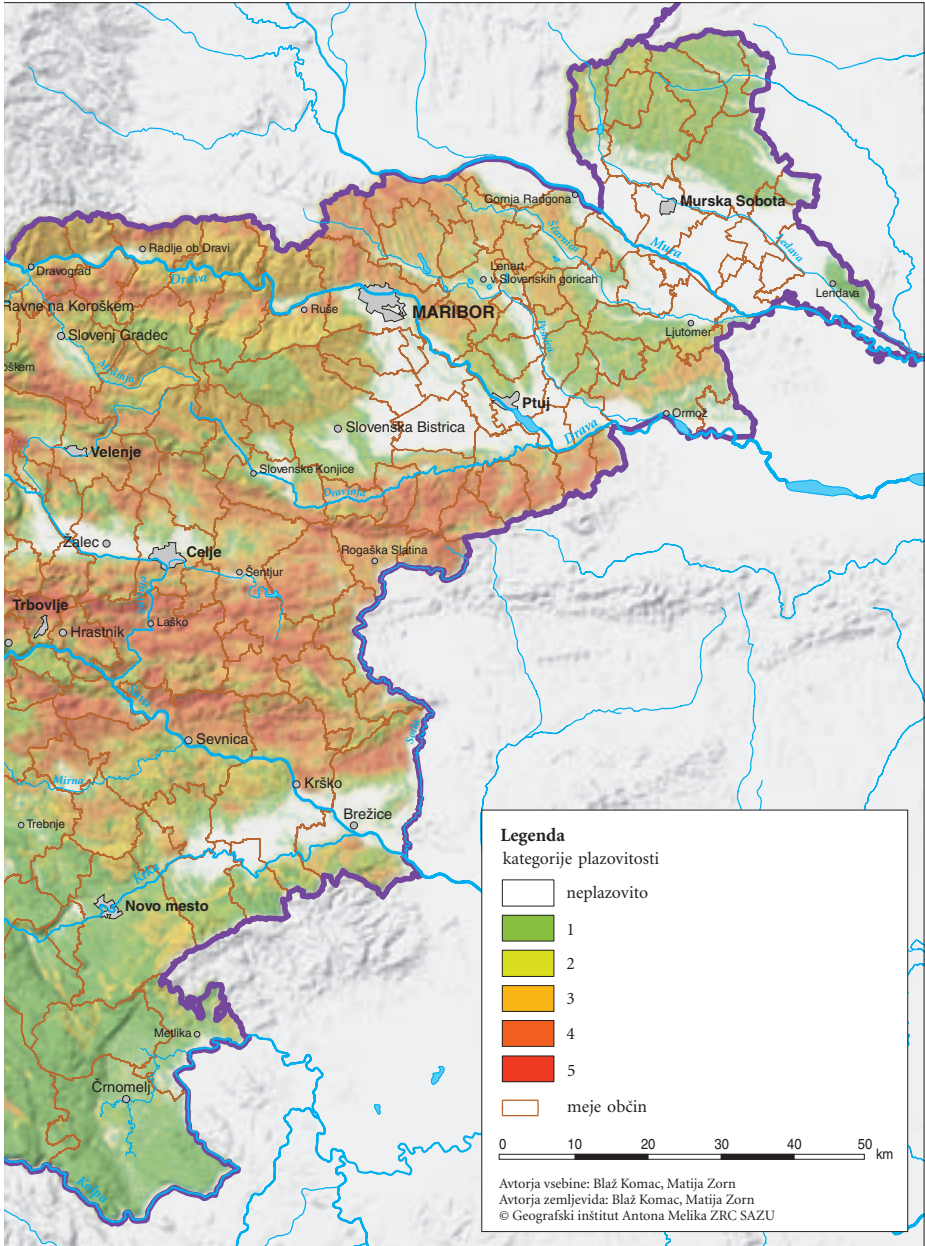 Gornja Radgona
Murska Sobota
Ščavnica
Mura
Ledava
Radlje ob Dravi
Dravograd
Drava
Lenart
v Slovenskih goricah
Lendava
Ravne na Koroškem
Ruše
MARIBOR
Ljutomer
Slovenj Gradec
Pesnica
Mislinja
oškem
Ptuj
Ormož
Slovenska Bistrica
Drava
Velenje
Slovenske Konjice
Dravinja
Žalec
Celje
Rogaška Slatina
Šentjur
Trbovlje
Hrastnik
Laško
Sava
Sotla
Sevnica
Mirna
Krško
Trebnje
Brežice
Krka
Novo mesto
Metlika
Črnomelj
Kolpa
Legenda
kategorije plazovitosti
neplazovito
1
2
3
4
5
meje občin
0 10 20 30 40 50 km
Avtorja vsebine: Blaž Komac, Matija Zorn
Avtorja zemljevida: Blaž Komac, Matija Zorn
© Geografski inštitut Antona Melika ZRC SAZU